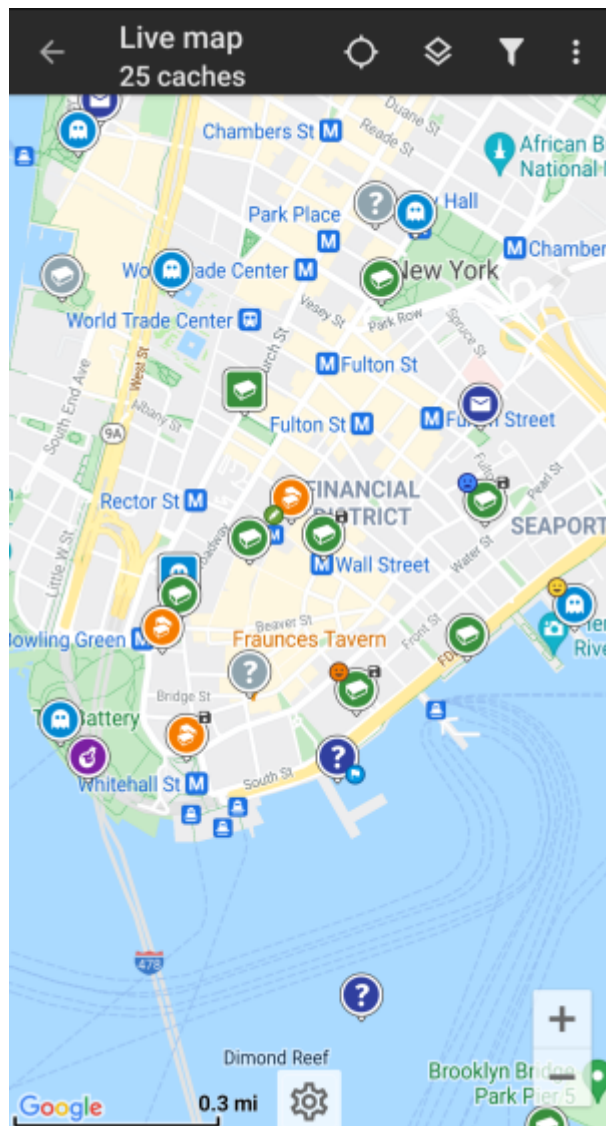 Live map
25 caches
Duane St
Chambers St M
Reade St
African B
National
Park Place
Hall
M
M Chamber
Trade Center M
New York
Vesey St
Park Row
World Trade Center
Spruce St
South End Ave
West St
Church St
M Fulton St
Albany St
9A
Fulton St M
M
Street
Pearl St
FINANCIAL
DISTRICT
Rector St M
SEAPORT
Little W St
Broadway
Water St
M Wall Street
Beaver St
Bowling Green M
Fraunces Tavern
Front St
Rive
Bridge St
Battery
Whitehall St M
South St
478
Dimond Reef
Brooklyn Bridge
Park Pier 5
Google
0.3 mi